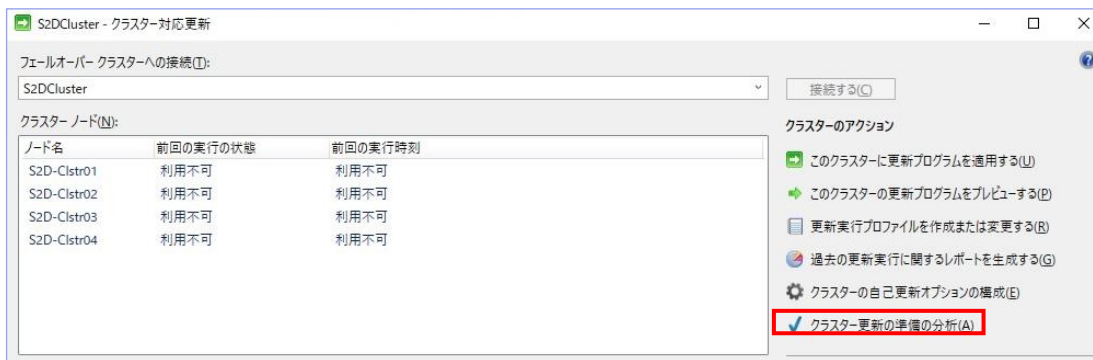 S2DCluster - クラスター対応更新
フェールオーバー クラスターへの接続(T):
S2DCluster
接続する(C)
クラスター ノード(N):
ノード名 前回の実行の状態 前回の実行時刻
S2D-Clstr01 利用不可 利用不可
S2D-Clstr02 利用不可 利用不可
S2D-Clstr03 利用不可 利用不可
S2D-Clstr04 利用不可 利用不可
クラスターのアクション
このクラスターに更新プログラムを適用する(U)
このクラスターの更新プログラムをプレビューする(P)
更新実行プロファイルを作成または変更する(R)
過去の更新実行に関するレポートを生成する(G)
クラスターの自己更新オプションの構成(E)
クラスター更新の準備の分析(A)